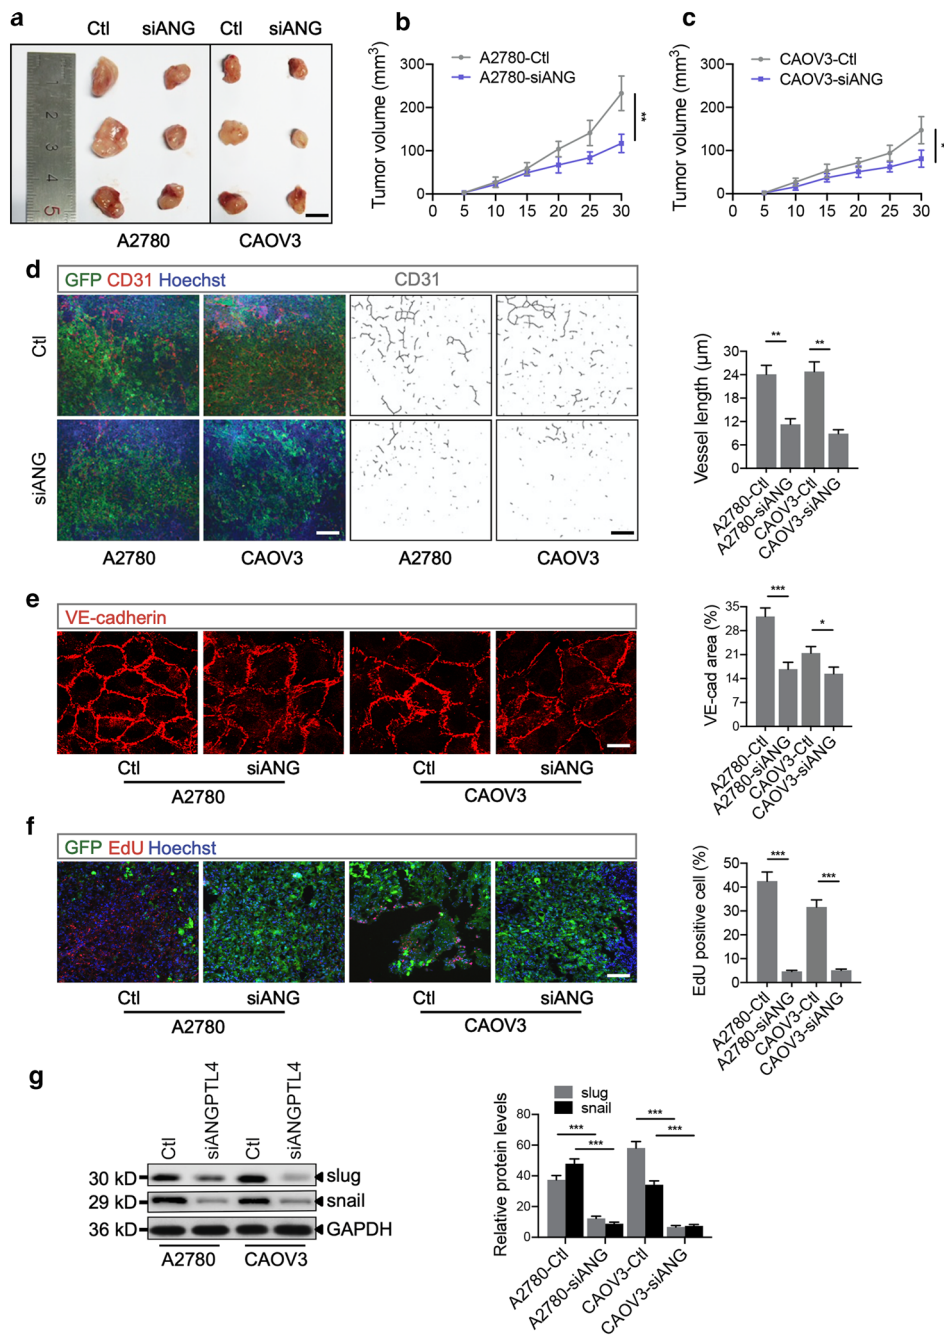 a
Ctl siANG Ctl siANG
2
3
4
5
A2780 CAOV3
b
A2780-Ctl
A2780-siANG
Tumor volume (mm³)
300
200
100
0
0 5 10 15 20 25 30
**
c
CAOV3-Ctl
CAOV3-siANG
Tumor volume (mm³)
300
200
100
0
0 5 10 15 20 25 30
*
d
GFP CD31 Hoechst CD31
Ctl
siANG
A2780 CAOV3 A2780 CAOV3
Vessel length (μm)
30
24
18
12
6
0
** **
A2780-Ctl
A2780-siANG
CAOV3-Ctl
CAOV3-siANG
e
VE-cadherin
Ctl siANG Ctl siANG
A2780 CAOV3
VE-cad area (%)
35
28
21
14
7
0
*** *
A2780-Ctl
A2780-siANG
CAOV3-Ctl
CAOV3-siANG
f
GFP EdU Hoechst
Ctl siANG Ctl siANG
A2780 CAOV3
EdU positive cell (%)
50
40
30
20
10
0
*** ***
A2780-Ctl
A2780-siANG
CAOV3-Ctl
CAOV3-siANG
g
Ctl siANGPTL4 Ctl siANGPTL4
30 kD slug
29 kD snail
36 kD GAPDH
A2780 CAOV3
slug
snail
Relative protein levels
80
60
40
20
0
*** *** *** ***
A2780-Ctl
A2780-siANG
CAOV3-Ctl
CAOV3-siANG